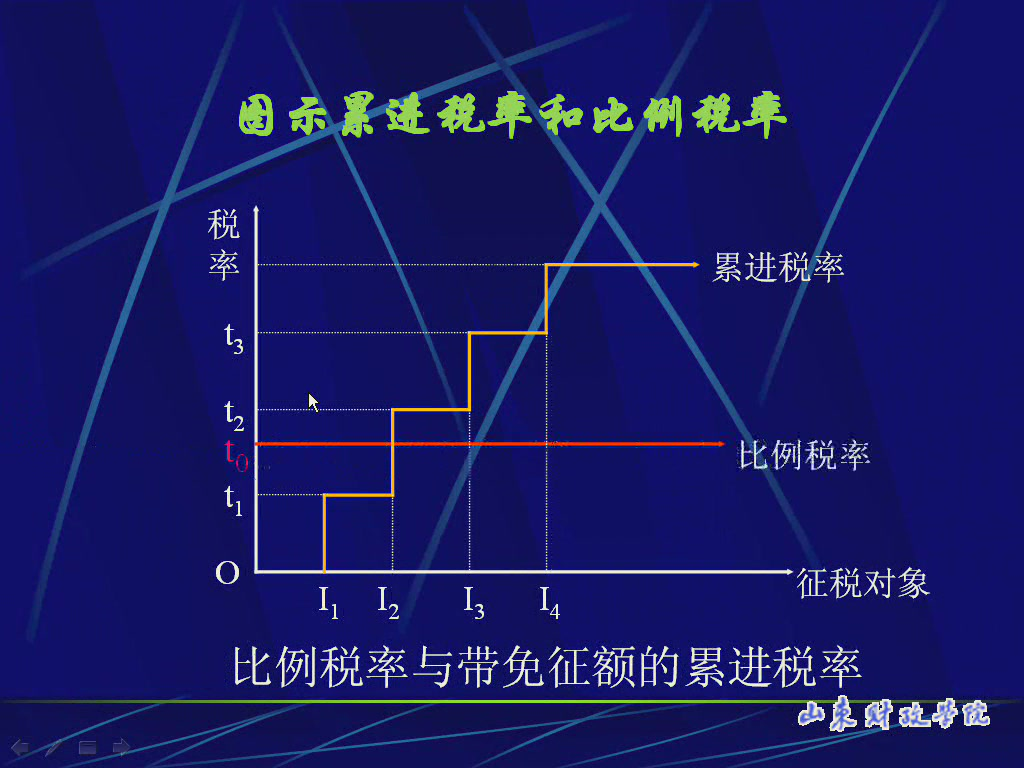 图示累进税率和比例税率
税
率
累进税率
t3
t2
t0
比例税率
t1
O
征税对象
I1 I2 I3 I4
比例税率与带免征额的累进税率
山东财政学院